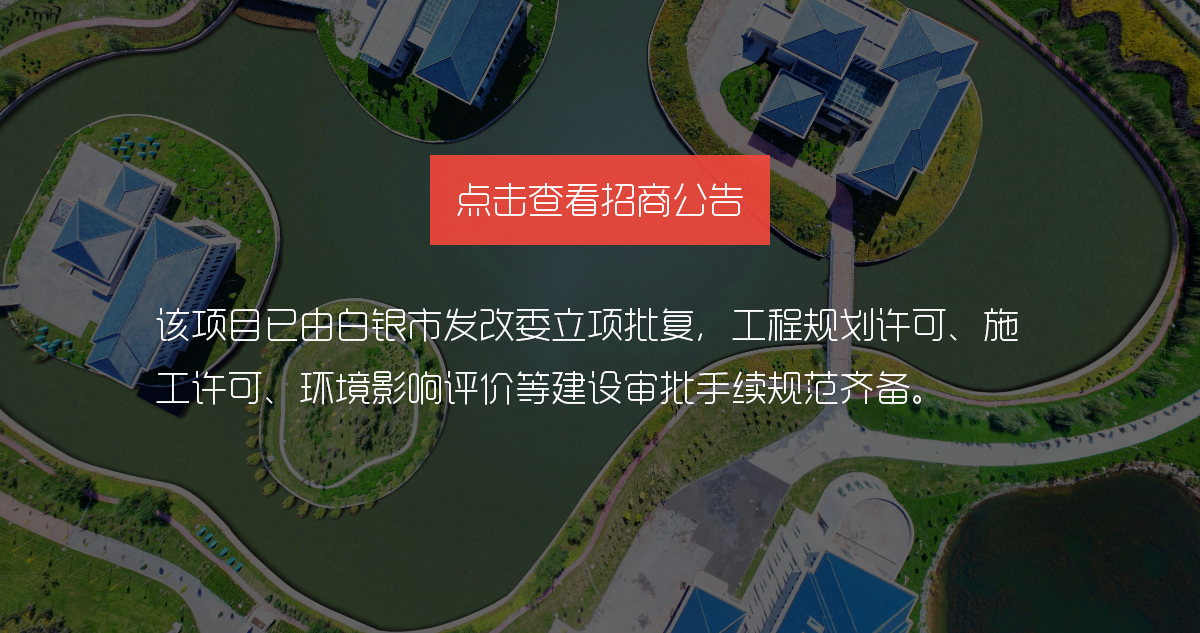 点击查看招商公告
该项目已由白银市发改委立项批复，工程规划许可、施
工许可、环境影响评价等建设审批手续规范齐备。